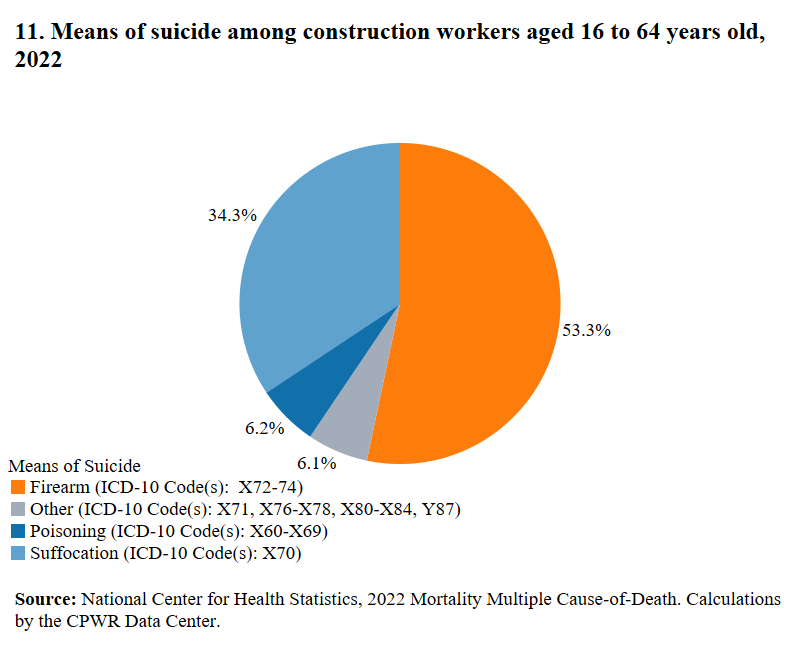 11. Means of suicide among construction workers aged 16 to 64 years old,
2022
34.3%
53.3%
6.2%
6.1%
Means of Suicide
Firearm (ICD-10 Code(s):  X72-74)
Other (ICD-10 Code(s): X71, X76-X78, X80-X84, Y87)
Poisoning (ICD-10 Code(s): X60-X69)
Suffocation (ICD-10 Code(s): X70)
Source: National Center for Health Statistics, 2022 Mortality Multiple Cause-of-Death. Calculations
by the CPWR Data Center.